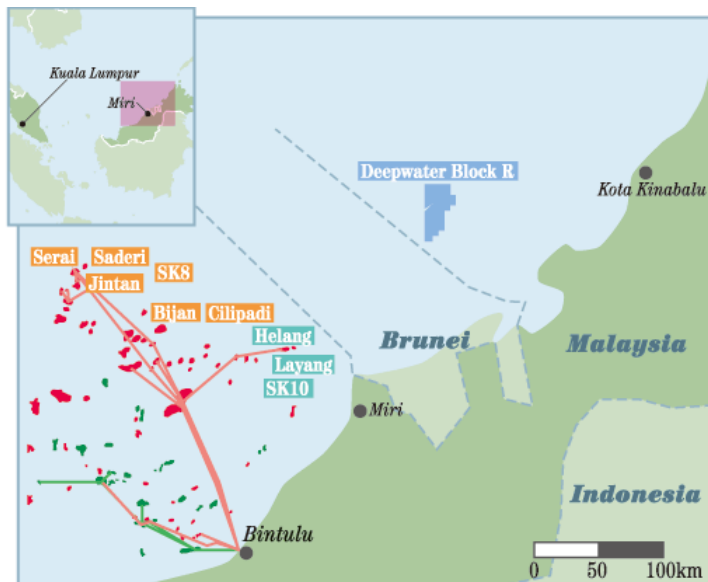 Kuala Lumpur
Miri
Deepwater Block R
Kota Kinabalu
Serai
Saderi
SK8
Jintan
Bijan
Cilipadi
Helang
Brunei
Malaysia
Layang
SK10
Miri
Indonesia
Bintulu
0 50 100km